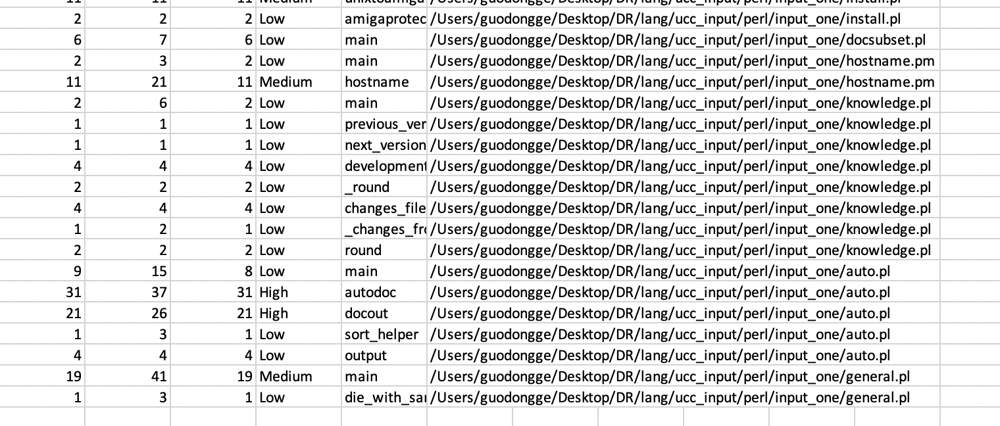 11 11 11 Medium unixtoamiga /Users/guodongge/Desktop/DR/lang/ucc_input/perl/input_one/install.pl
2 2 2 Low amigaprotec /Users/guodongge/Desktop/DR/lang/ucc_input/perl/input_one/install.pl
6 7 6 Low main /Users/guodongge/Desktop/DR/lang/ucc_input/perl/input_one/docsubset.pl
2 3 2 Low main /Users/guodongge/Desktop/DR/lang/ucc_input/perl/input_one/hostname.pm
11 21 11 Medium hostname /Users/guodongge/Desktop/DR/lang/ucc_input/perl/input_one/hostname.pm
2 6 2 Low main /Users/guodongge/Desktop/DR/lang/ucc_input/perl/input_one/knowledge.pl
1 1 1 Low previous_ver /Users/guodongge/Desktop/DR/lang/ucc_input/perl/input_one/knowledge.pl
1 1 1 Low next_version /Users/guodongge/Desktop/DR/lang/ucc_input/perl/input_one/knowledge.pl
4 4 4 Low development /Users/guodongge/Desktop/DR/lang/ucc_input/perl/input_one/knowledge.pl
2 2 2 Low _round /Users/guodongge/Desktop/DR/lang/ucc_input/perl/input_one/knowledge.pl
4 4 4 Low changes_file /Users/guodongge/Desktop/DR/lang/ucc_input/perl/input_one/knowledge.pl
1 2 1 Low _changes_fro /Users/guodongge/Desktop/DR/lang/ucc_input/perl/input_one/knowledge.pl
2 2 2 Low round /Users/guodongge/Desktop/DR/lang/ucc_input/perl/input_one/knowledge.pl
9 15 8 Low main /Users/guodongge/Desktop/DR/lang/ucc_input/perl/input_one/auto.pl
31 37 31 High autodoc /Users/guodongge/Desktop/DR/lang/ucc_input/perl/input_one/auto.pl
21 26 21 High docout /Users/guodongge/Desktop/DR/lang/ucc_input/perl/input_one/auto.pl
1 3 1 Low sort_helper /Users/guodongge/Desktop/DR/lang/ucc_input/perl/input_one/auto.pl
4 4 4 Low output /Users/guodongge/Desktop/DR/lang/ucc_input/perl/input_one/auto.pl
19 41 19 Medium main /Users/guodongge/Desktop/DR/lang/ucc_input/perl/input_one/general.pl
1 3 1 Low die_with_sar /Users/guodongge/Desktop/DR/lang/ucc_input/perl/input_one/general.pl